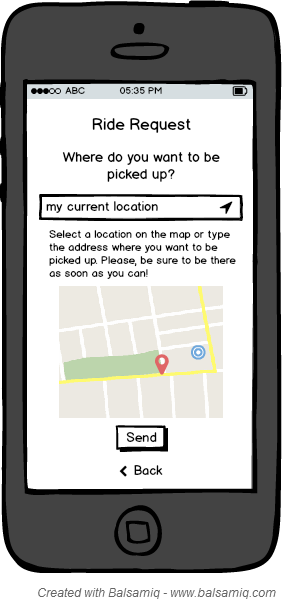 ABC 05:35 PM
Ride Request
Where do you want to be
picked up?
my current location
Select a location on the map or type
the address where you want to be
picked up. Please, be sure to be there
as soon as you can!
Send
Back
Created with Balsamiq - www.balsamiq.com